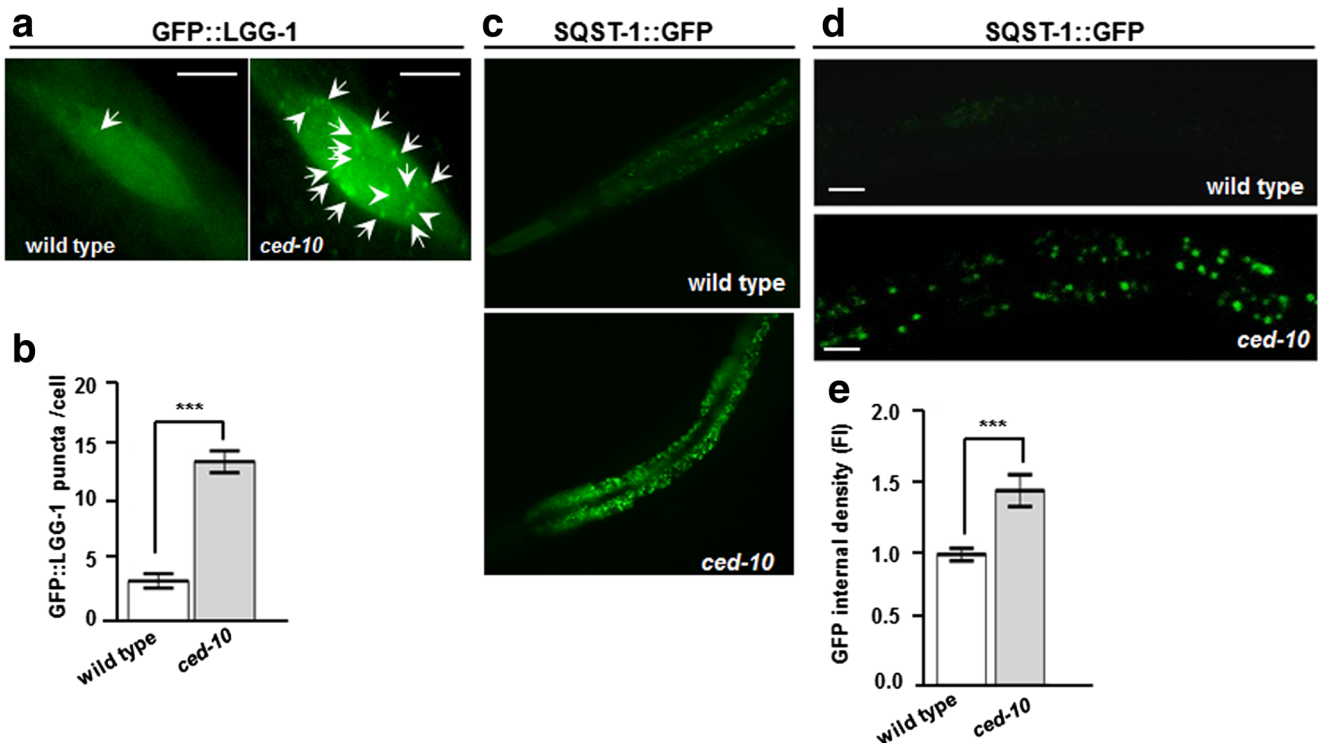 a
GFP::LGG-1
wild type
ced-10
b
GFP::LGG-1 puncta /cell
20
15
10
5
0
***
wild type
ced-10
c
SQST-1::GFP
wild type
ced-10
d
SQST-1::GFP
wild type
ced-10
e
GFP internal density (FI)
2.0
1.5
1.0
0.5
0.0
***
wild type
ced-10